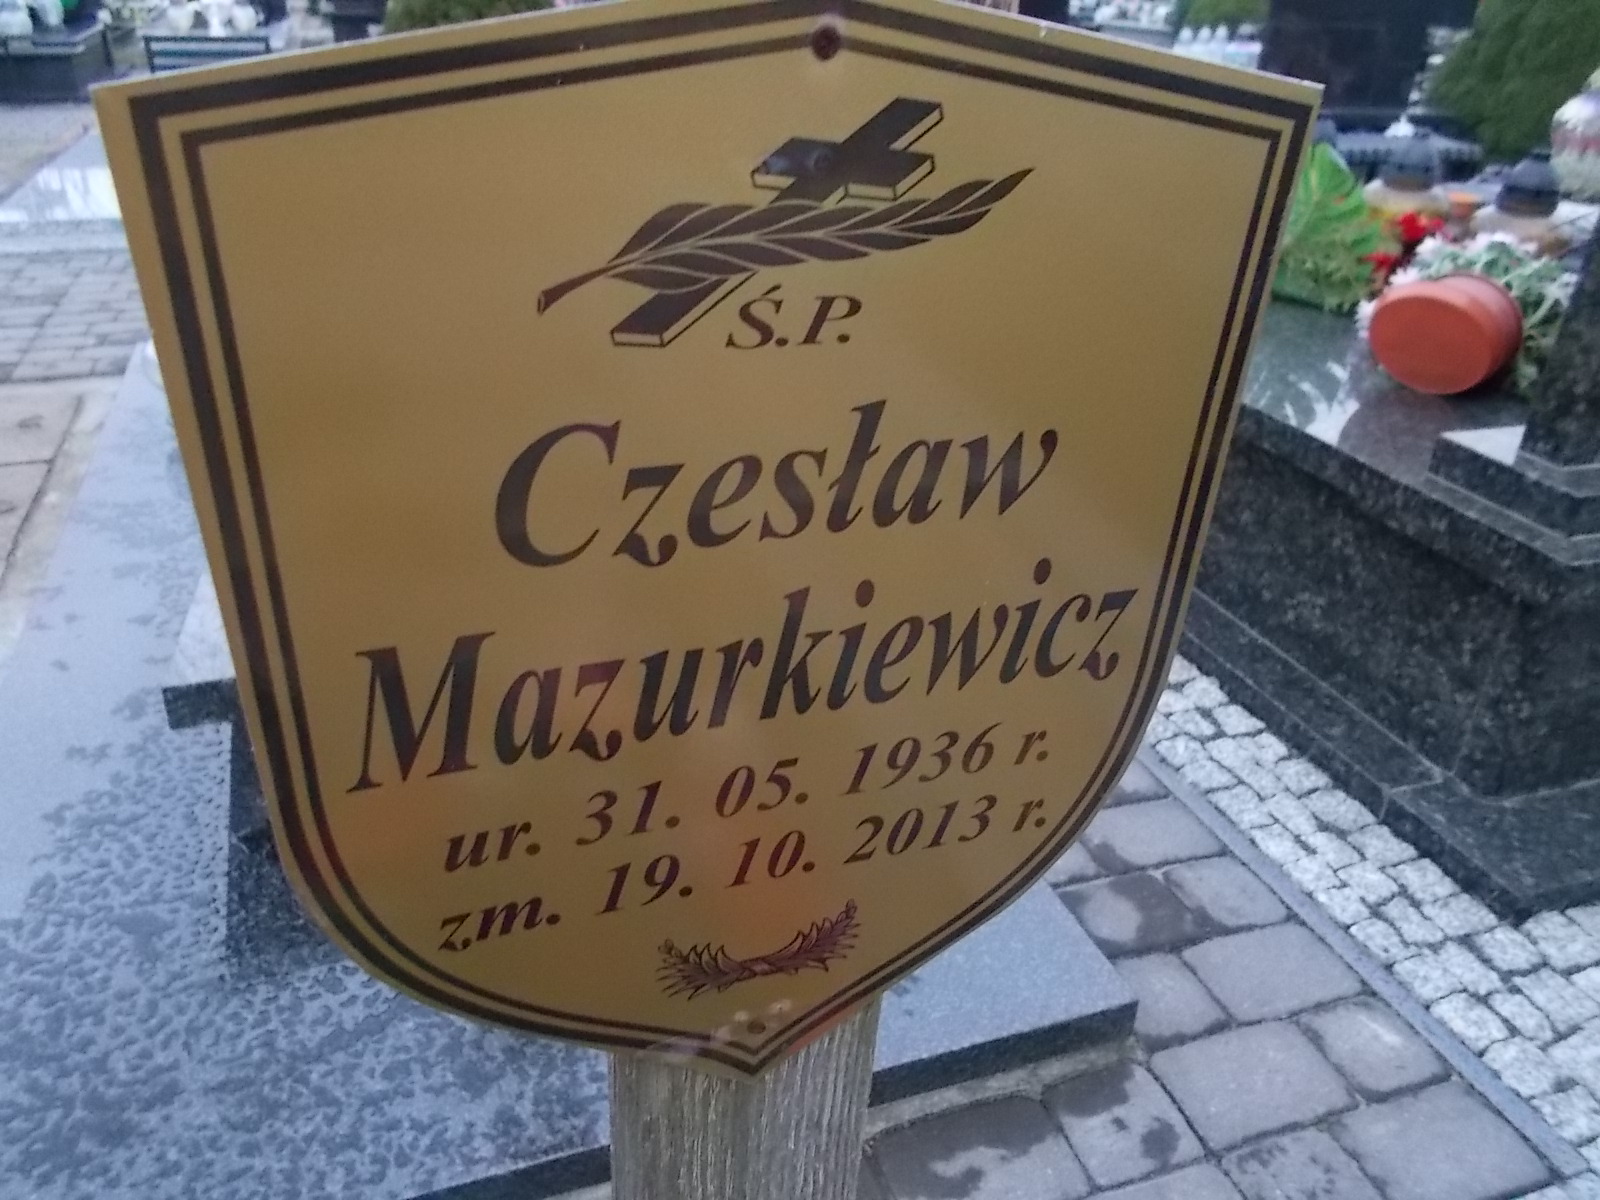 Ś.P.
Czesław
Mazurkiewicz
ur. 31. 05. 1936 r.
zm. 19. 10. 2013 r.